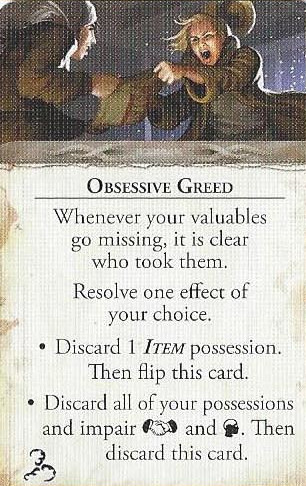 OBSESSIVE GREED
Whenever your valuables
go missing, it is clear
who took them.
Resolve one effect of
your choice.
• Discard 1 ITEM possession.
Then flip this card.
• Discard all of your possessions
and impair and . Then
discard this card.